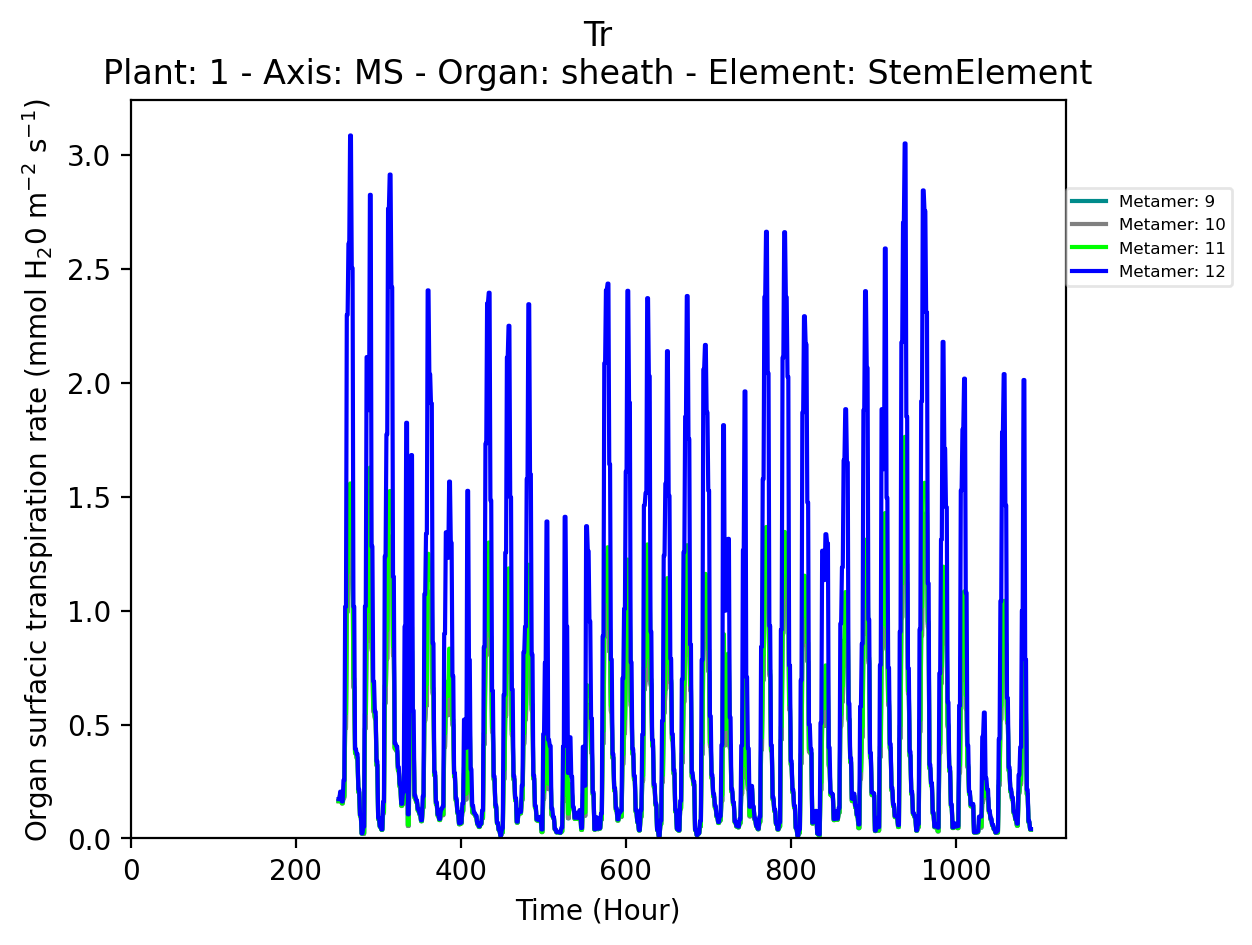 Tr
Plant: 1 - Axis: MS - Organ: sheath - Element: StemElement
Organ surfacic transpiration rate (mmol H₂0 m⁻² s⁻¹)
3.0
2.5
2.0
1.5
1.0
0.5
0.0
0 200 400 600 800 1000
Time (Hour)
Metamer: 9
Metamer: 10
Metamer: 11
Metamer: 12